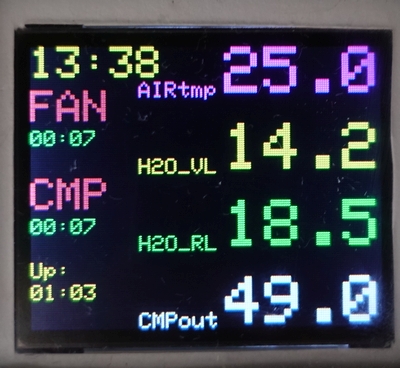 13:38
AIRtmp 25.0
FAN
00:07
H2O_VL 14.2
CMP
00:07
H2O_RL 18.5
Up:
01:03
CMPout 49.0